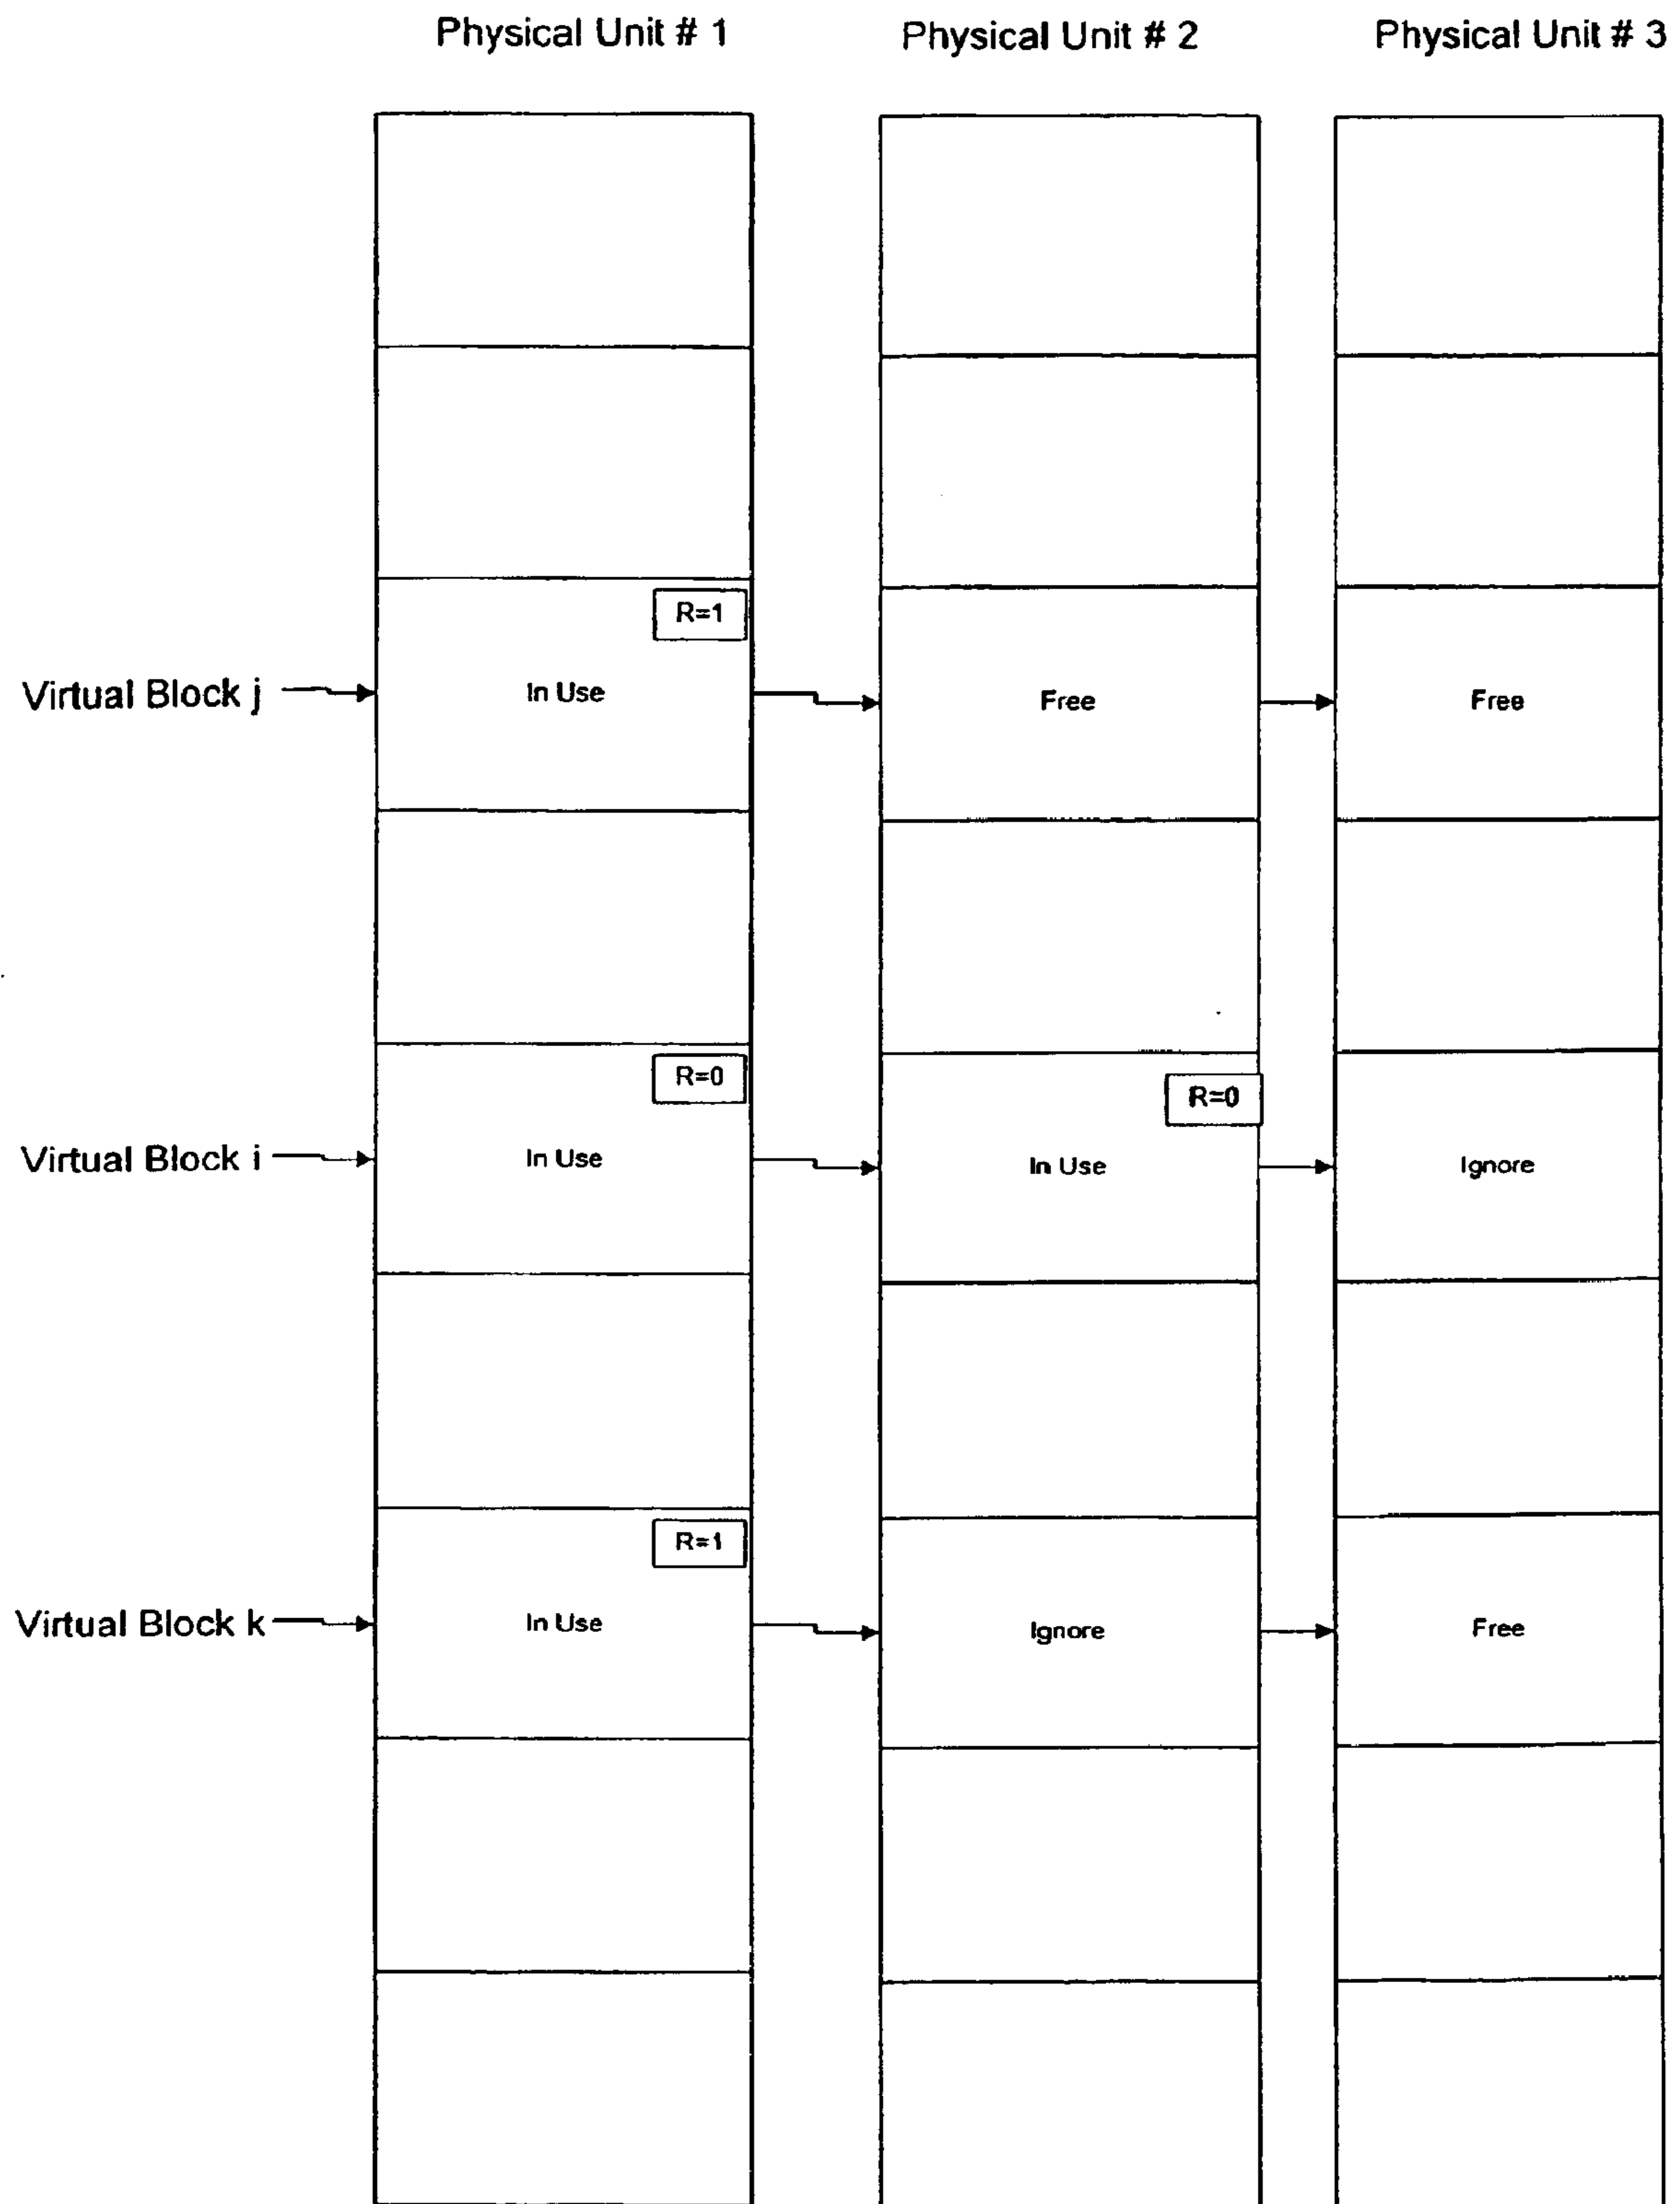 Physical Unit # 1 Physical Unit # 2 Physical Unit # 3
R=1
Virtual Block j In Use Free Free
R=0 R=0
Virtual Block i In Use In Use Ignore
R=1
Virtual Block k In Use Ignore Free